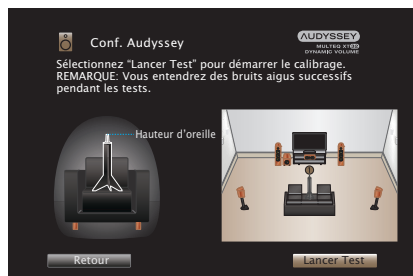 Conf. Audyssey
AUDYSSEY
MULTEQ XT32
DYNAMIC VOLUME
Sélectionnez “Lancer Test” pour démarrer le calibrage.
REMARQUE: Vous entendrez des bruits aigus successifs
pendant les tests.
Hauteur d’oreille
Retour
Lancer Test